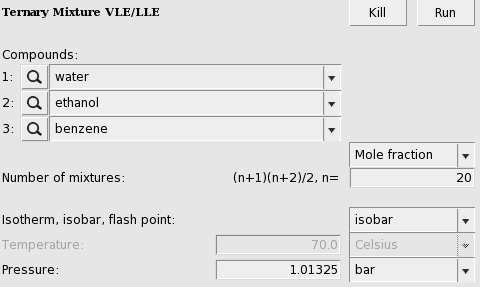 Ternary Mixture VLE/LLE Kill Run
Compounds:
1: water
2: ethanol
3: benzene
Mole fraction
Number of mixtures: (n+1)(n+2)/2, n= 20
Isotherm, isobar, flash point: isobar
Temperature: 70.0 Celsius
Pressure: 1.01325 bar